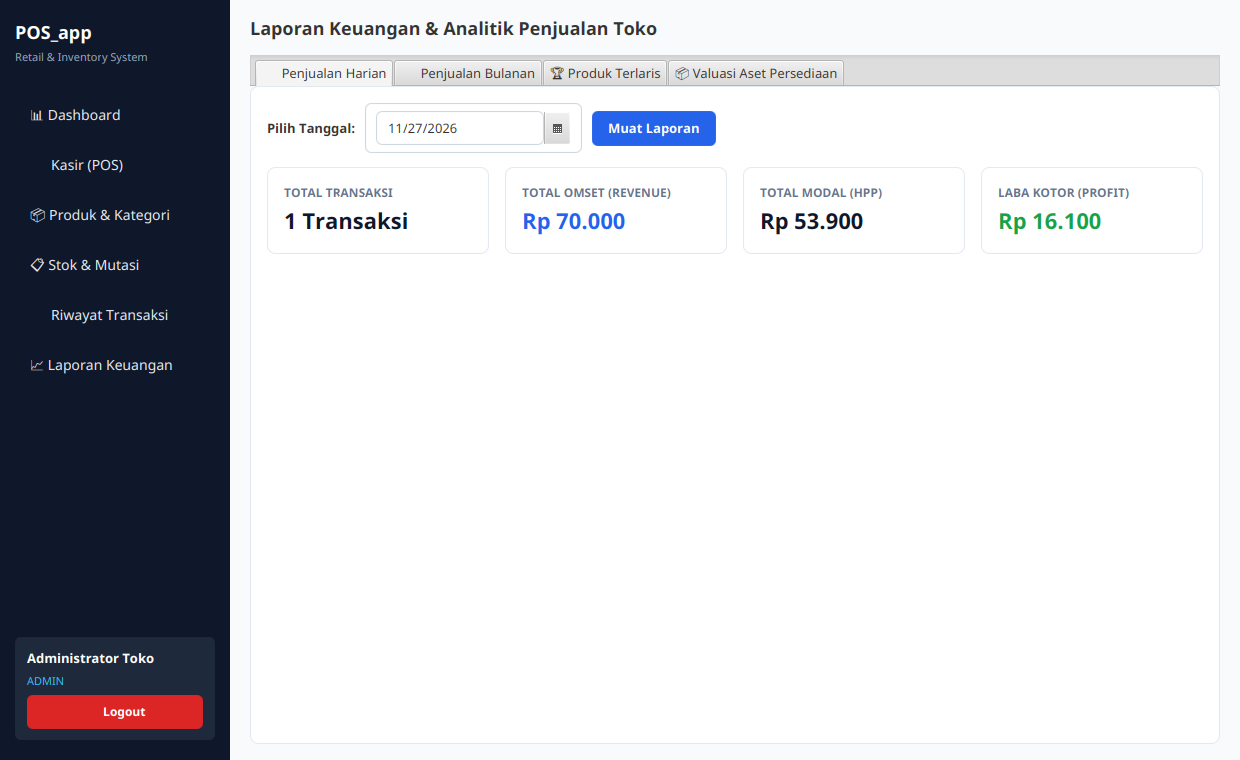 POS_app
Retail & Inventory System
Dashboard
Kasir (POS)
Produk & Kategori
Stok & Mutasi
Riwayat Transaksi
Laporan Keuangan
Administrator Toko
ADMIN
Logout
Laporan Keuangan & Analitik Penjualan Toko
Penjualan Harian
Penjualan Bulanan
Produk Terlaris
Valuasi Aset Persediaan
Pilih Tanggal:
11/27/2026
Muat Laporan
TOTAL TRANSAKSI
1 Transaksi
TOTAL OMSET (REVENUE)
Rp 70.000
TOTAL MODAL (HPP)
Rp 53.900
LABA KOTOR (PROFIT)
Rp 16.100